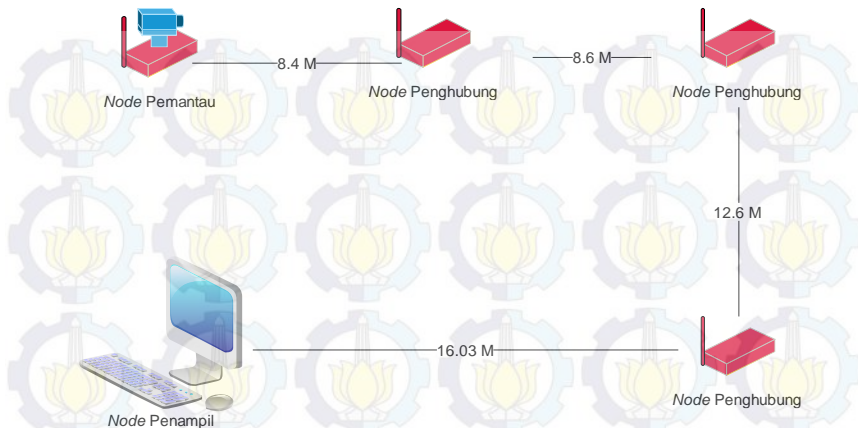 8.4 M
8.6 M
Node Pemantau
Node Penghubung
Node Penghubung
12.6 M
16.03 M
Node Penghubung
Node Penampil